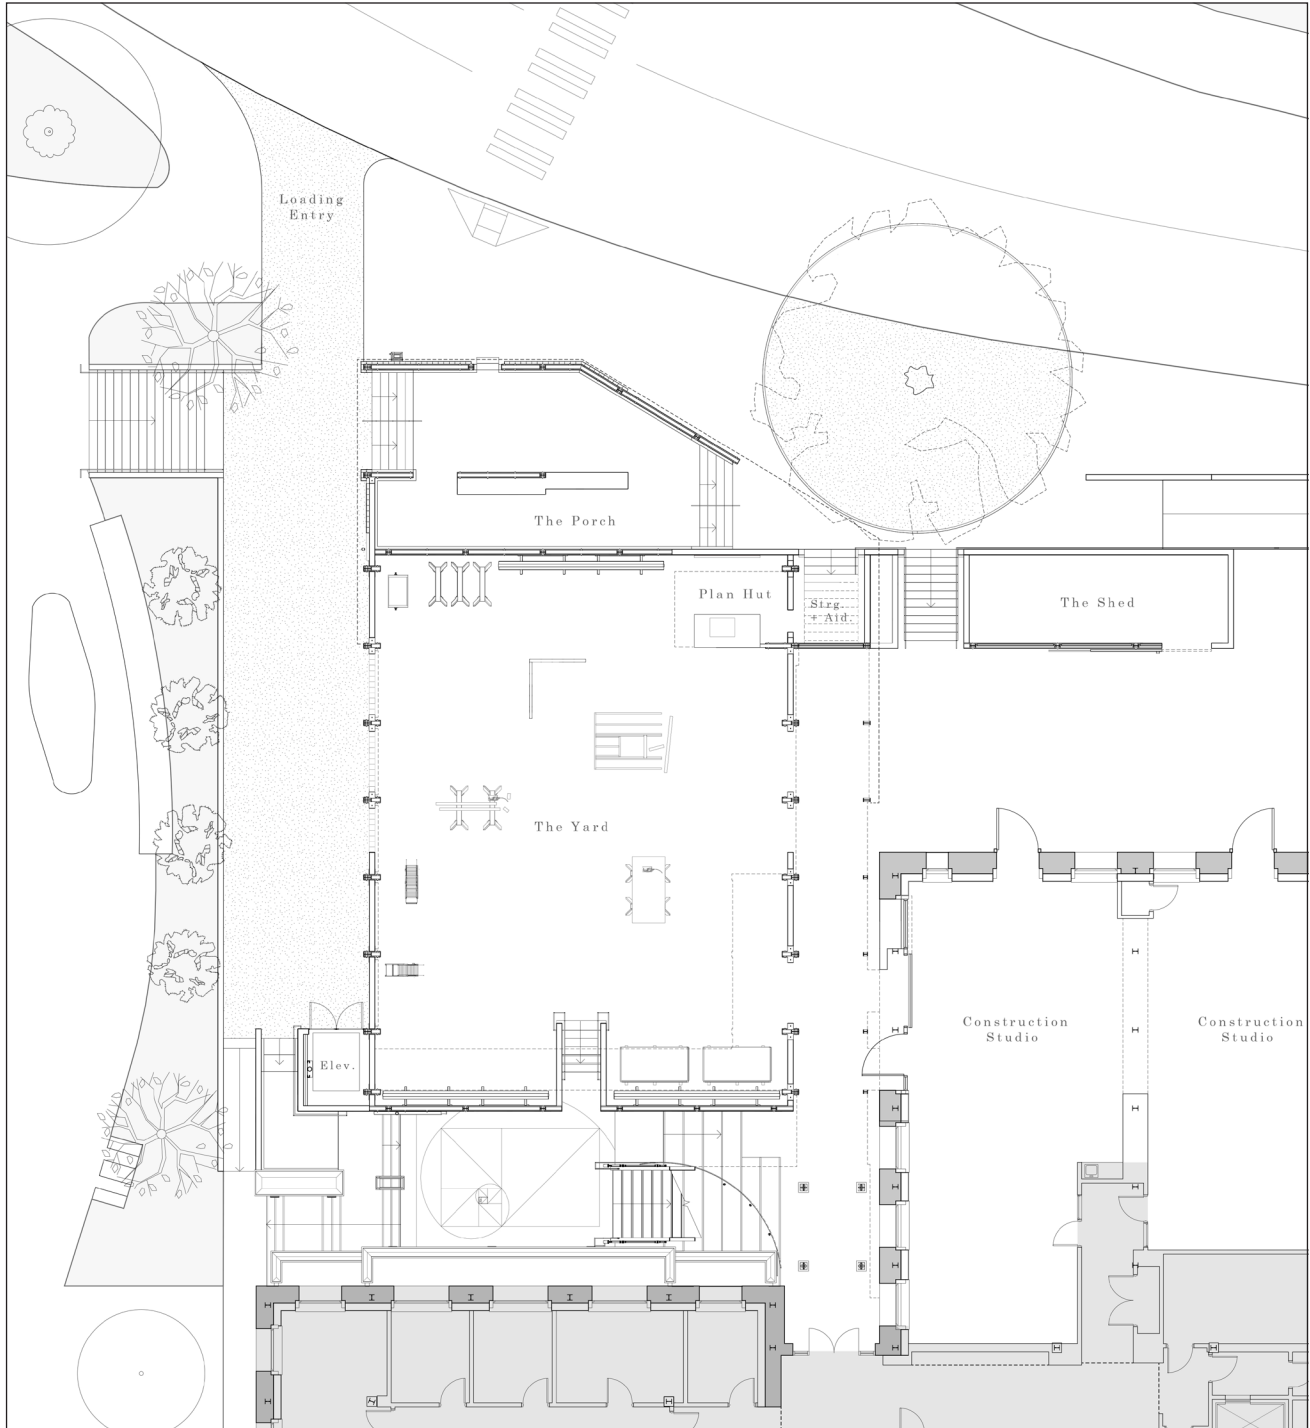 Loading
Entry
The Porch
Plan Hut
Strg.
+ Aid.
The Shed
The Yard
Construction
Studio
Construction
Studio
Elev.